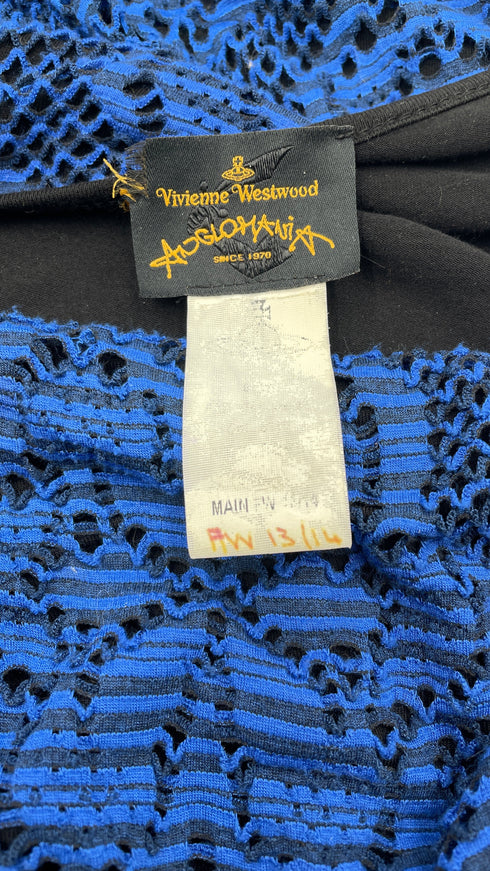 Vivienne Westwood
ANGLOMANIA
SINCE 1970
MAIN
AW 13/14